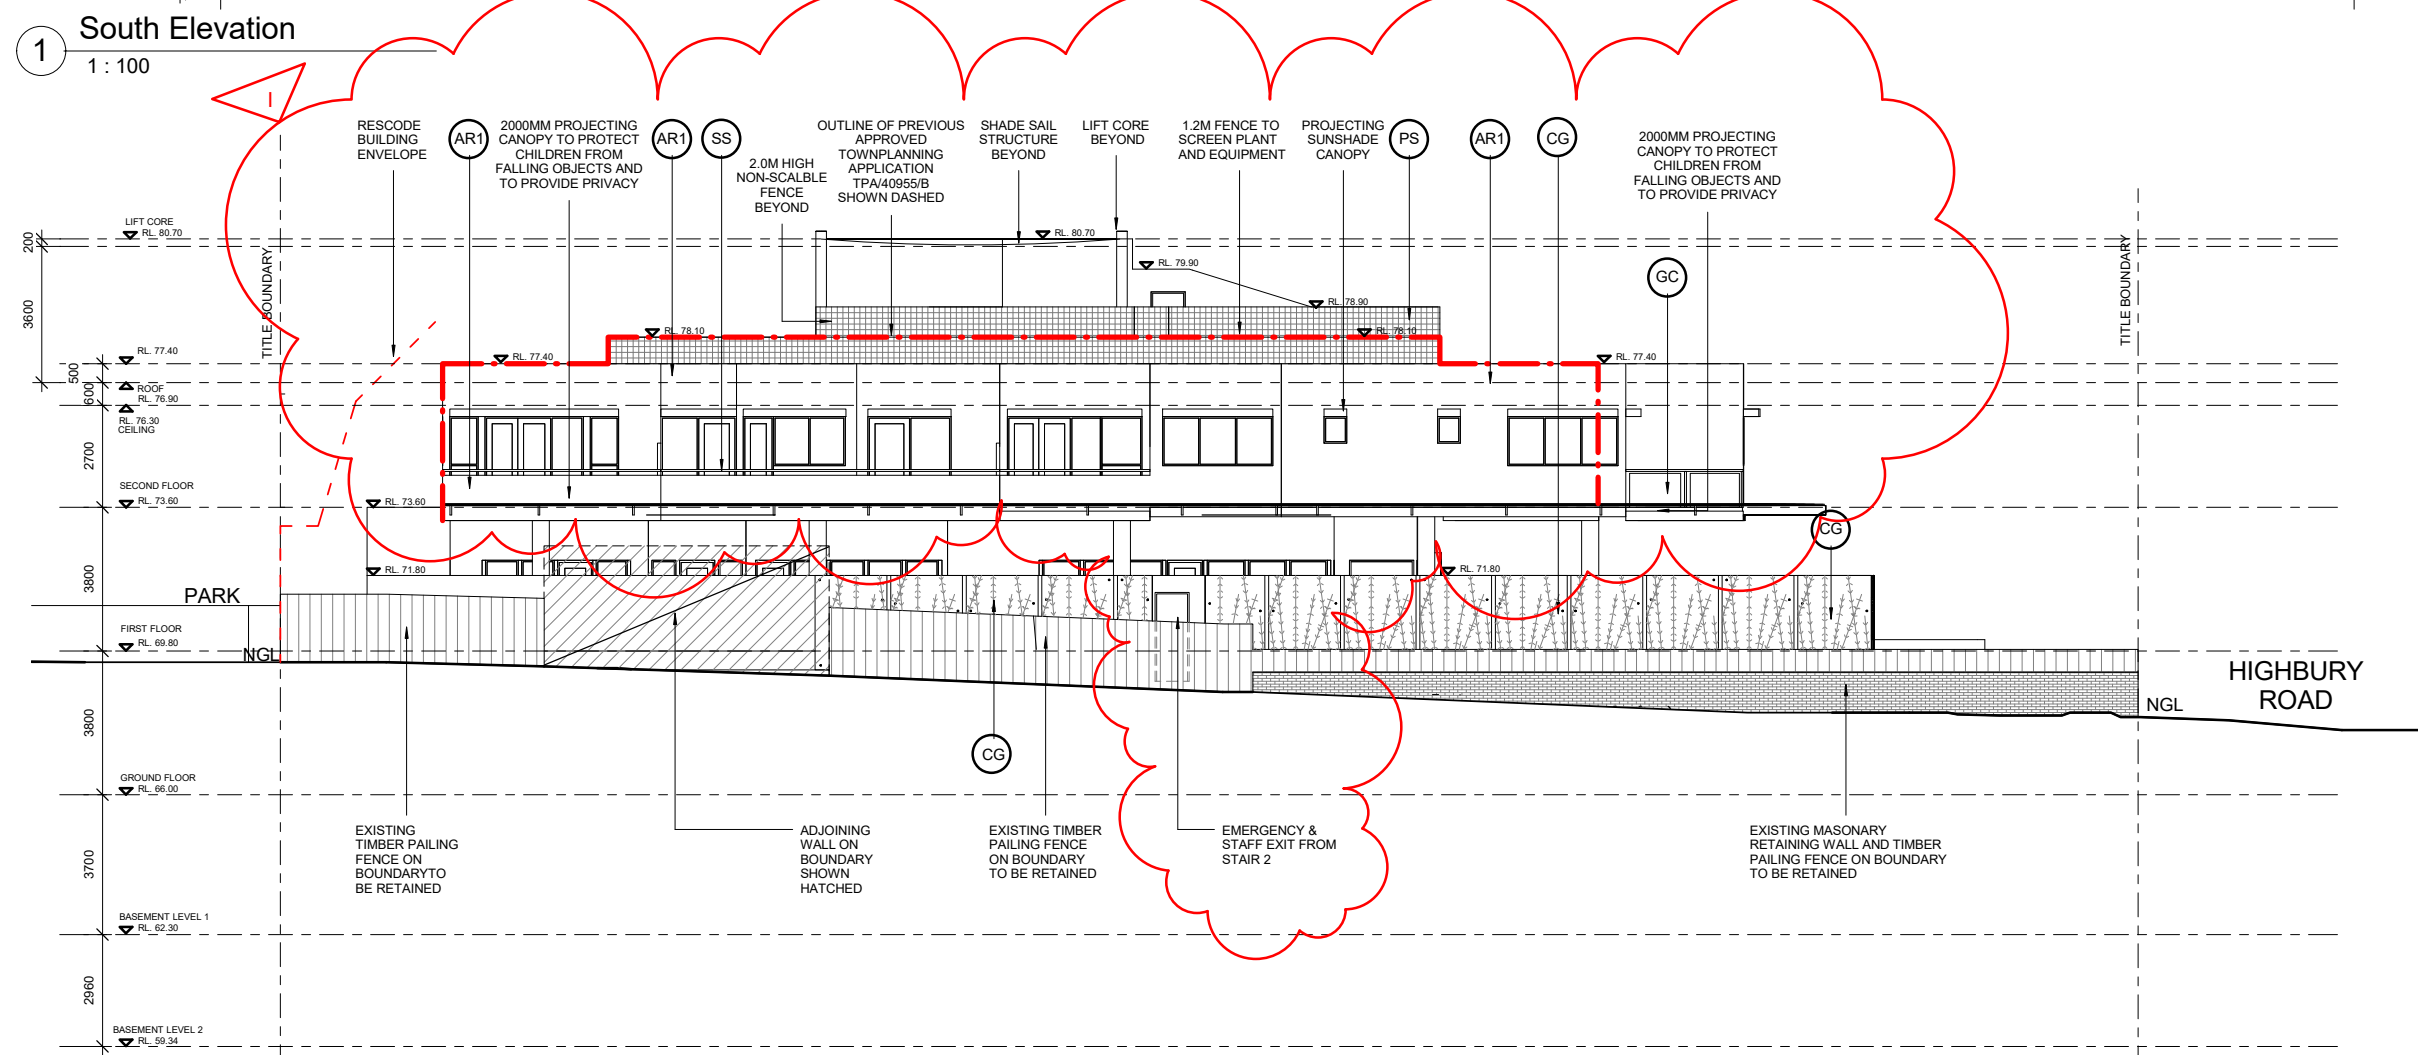 1
South Elevation
1 : 100
RESCODE
BUILDING
ENVELOPE
AR1
2000MM PROJECTING
CANOPY TO PROTECT
CHILDREN FROM
FALLING OBJECTS AND
TO PROVIDE PRIVACY
AR1
SS
2.0M HIGH
NON-SCALBLE
FENCE
BEYOND
OUTLINE OF PREVIOUS
APPROVED
TOWNPLANNING
APPLICATION
TPA/40955/B
SHOWN DASHED
SHADE SAIL
STRUCTURE
BEYOND
LIFT CORE
BEYOND
1.2M FENCE TO
SCREEN PLANT
AND EQUIPMENT
PROJECTING
SUNSHADE
CANOPY
PS
AR1
CG
2000MM PROJECTING
CANOPY TO PROTECT
CHILDREN FROM
FALLING OBJECTS AND
TO PROVIDE PRIVACY
LIFT CORE
RL. 80.70
RL. 80.70
200
TITLE BOUNDARY
TITLE BOUNDARY
RL. 79.90
GC
3600
RL. 78.90
RL. 78.10
RL. 78.10
RL. 77.40
RL. 77.40
RL. 77.40
500
ROOF
RL. 76.90
600
RL. 76.30
CEILING
2700
SECOND FLOOR
RL. 73.60
RL. 73.60
CG
RL. 71.80
RL. 71.80
3800
PARK
FIRST FLOOR
RL. 69.80
NGL
HIGHBURY
ROAD
NGL
3800
CG
GROUND FLOOR
RL. 66.00
EXISTING
TIMBER PAILING
FENCE ON
BOUNDARYTO
BE RETAINED
ADJOINING
WALL ON
BOUNDARY
SHOWN
HATCHED
EXISTING TIMBER
PAILING FENCE
ON BOUNDARY
TO BE RETAINED
EMERGENCY &
STAFF EXIT FROM
STAIR 2
EXISTING MASONARY
RETAINING WALL AND TIMBER
PAILING FENCE ON BOUNDARY
TO BE RETAINED
3700
BASEMENT LEVEL 1
RL. 62.30
2960
BASEMENT LEVEL 2
RL. 59.34